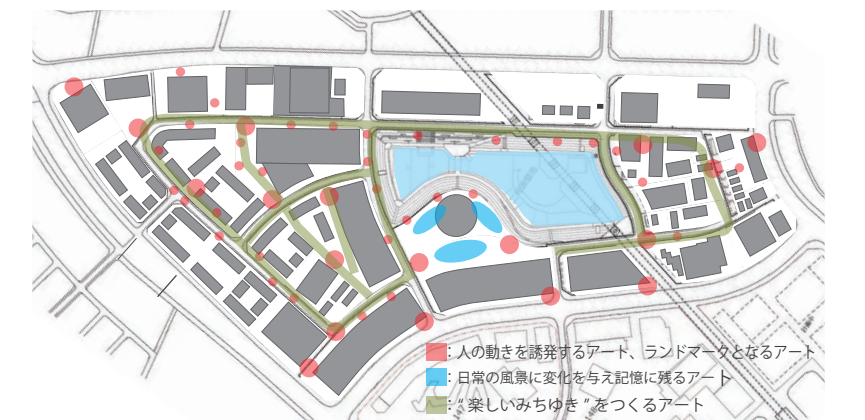 ：人の動きを誘発するアート、ランドマークとなるアート
：日常の風景に変化を与え記憶に残るアート
：“ 楽しいみちゆき ” をつくるアート